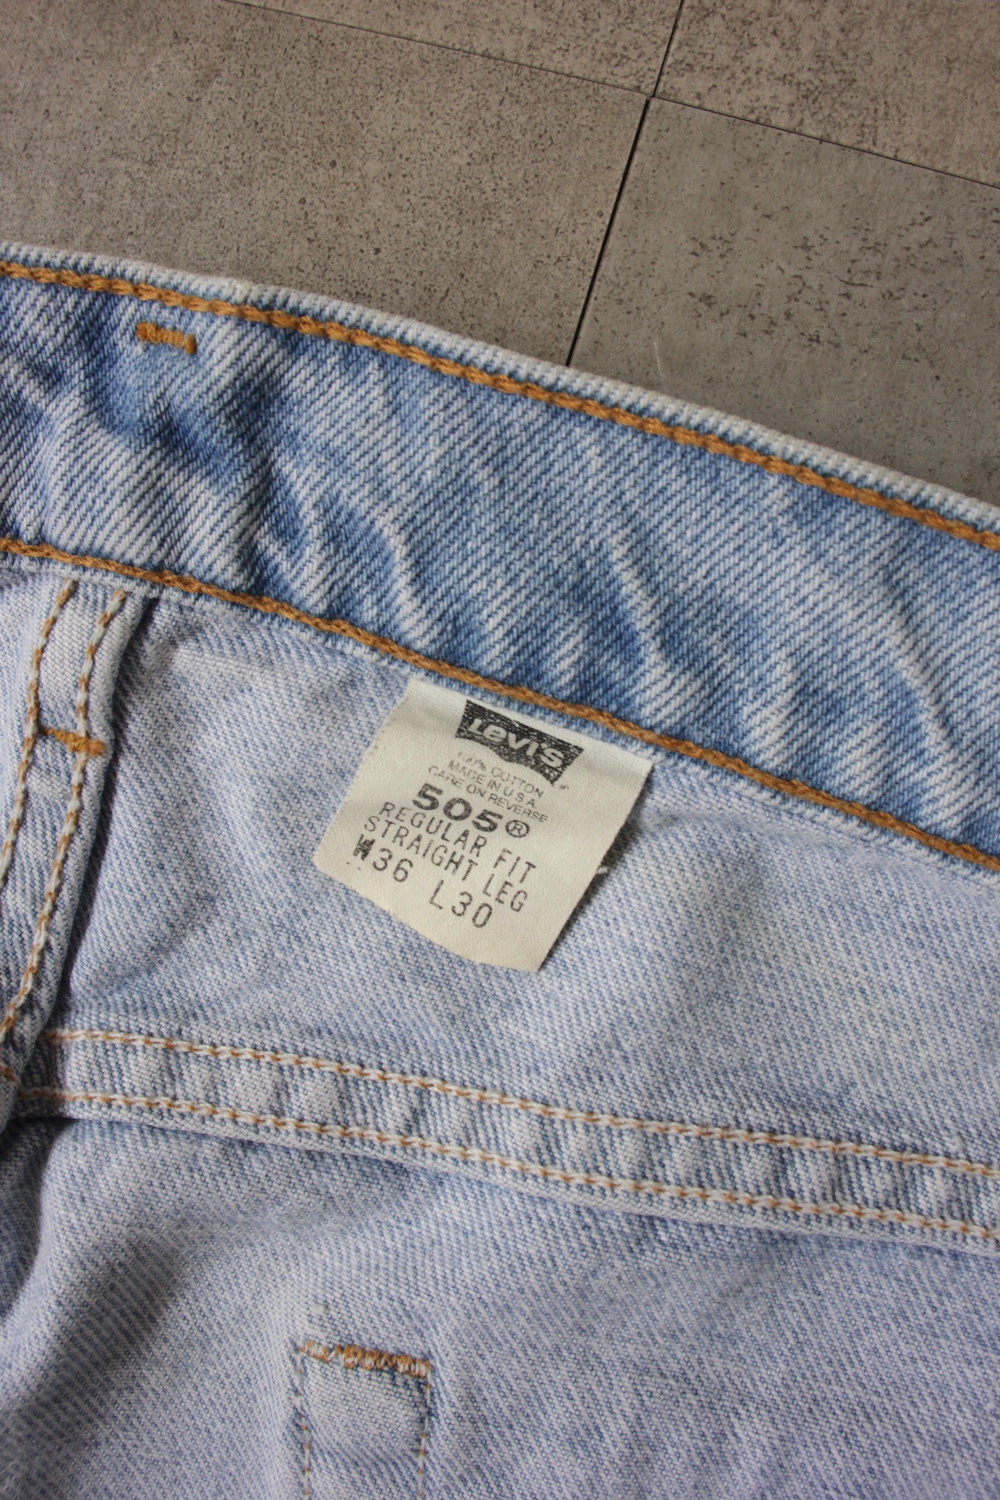 Levi's
100% COTTON
MADE IN U.S.A.
CARE ON REVERSE
505®
REGULAR FIT
STRAIGHT LEG
W36 L30